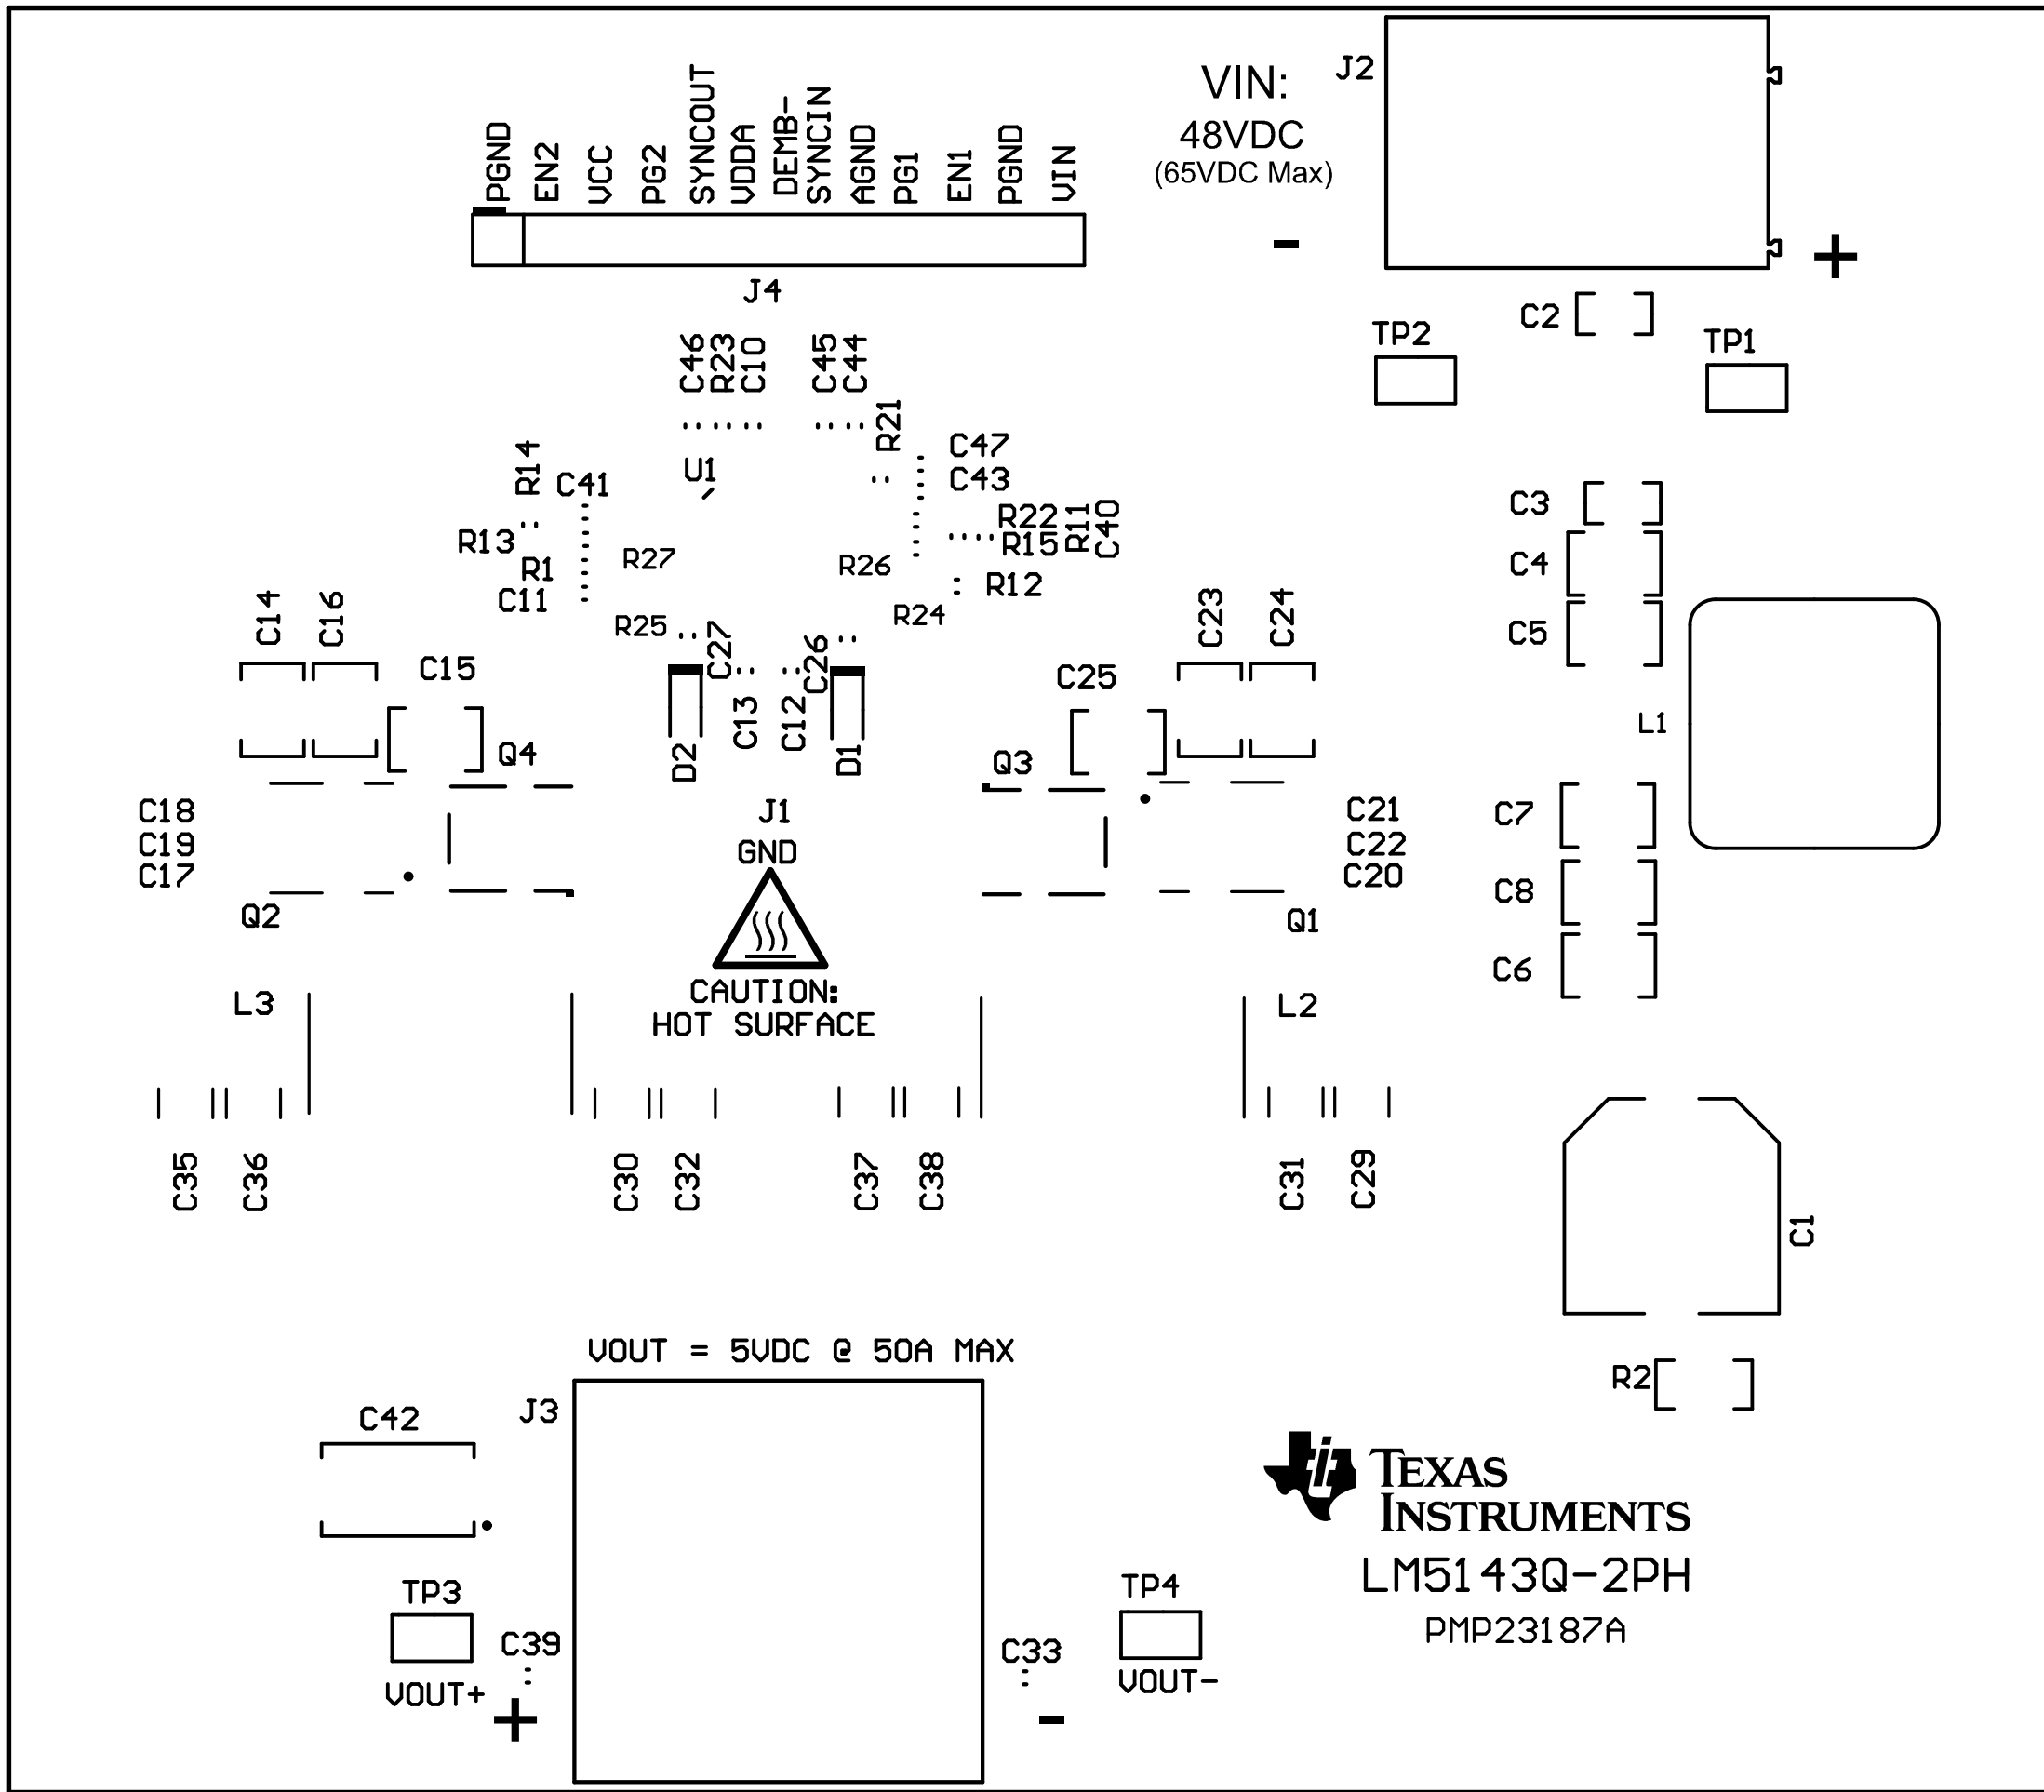 VIN:
48VDC
(65VDC Max)
J2
-
+
PGND
EN2
VCC
PG2
SYNCOUT
VDDA
DEMB-
SYNCIN
AGND
PG1
EN1
PGND
VIN
J4
C2
TP2
TP1
C46
R23
C10
C45
C44
R21
C47
C43
R14
C41
U1
C3
R22
R11
C40
R13
R15
R27
R26
R1
C4
R12
C11
C14
C16
R25
C27
C26
R24
C23
C24
C5
C15
C25
L1
C13
C12
Q4
D2
D1
Q3
C18
J1
C21
C7
C19
GND
C22
C17
C20
C8
Q2
Q1
C6
CAUTION:
HOT SURFACE
L3
L2
C35
C36
C30
C32
C37
C38
C31
C29
C1
VOUT = 5VDC @ 50A MAX
R2
C42
J3
TEXAS
INSTRUMENTS
LM5143Q-2PH
PMP23187A
TP3
TP4
C39
C33
VOUT+
VOUT-
+
-